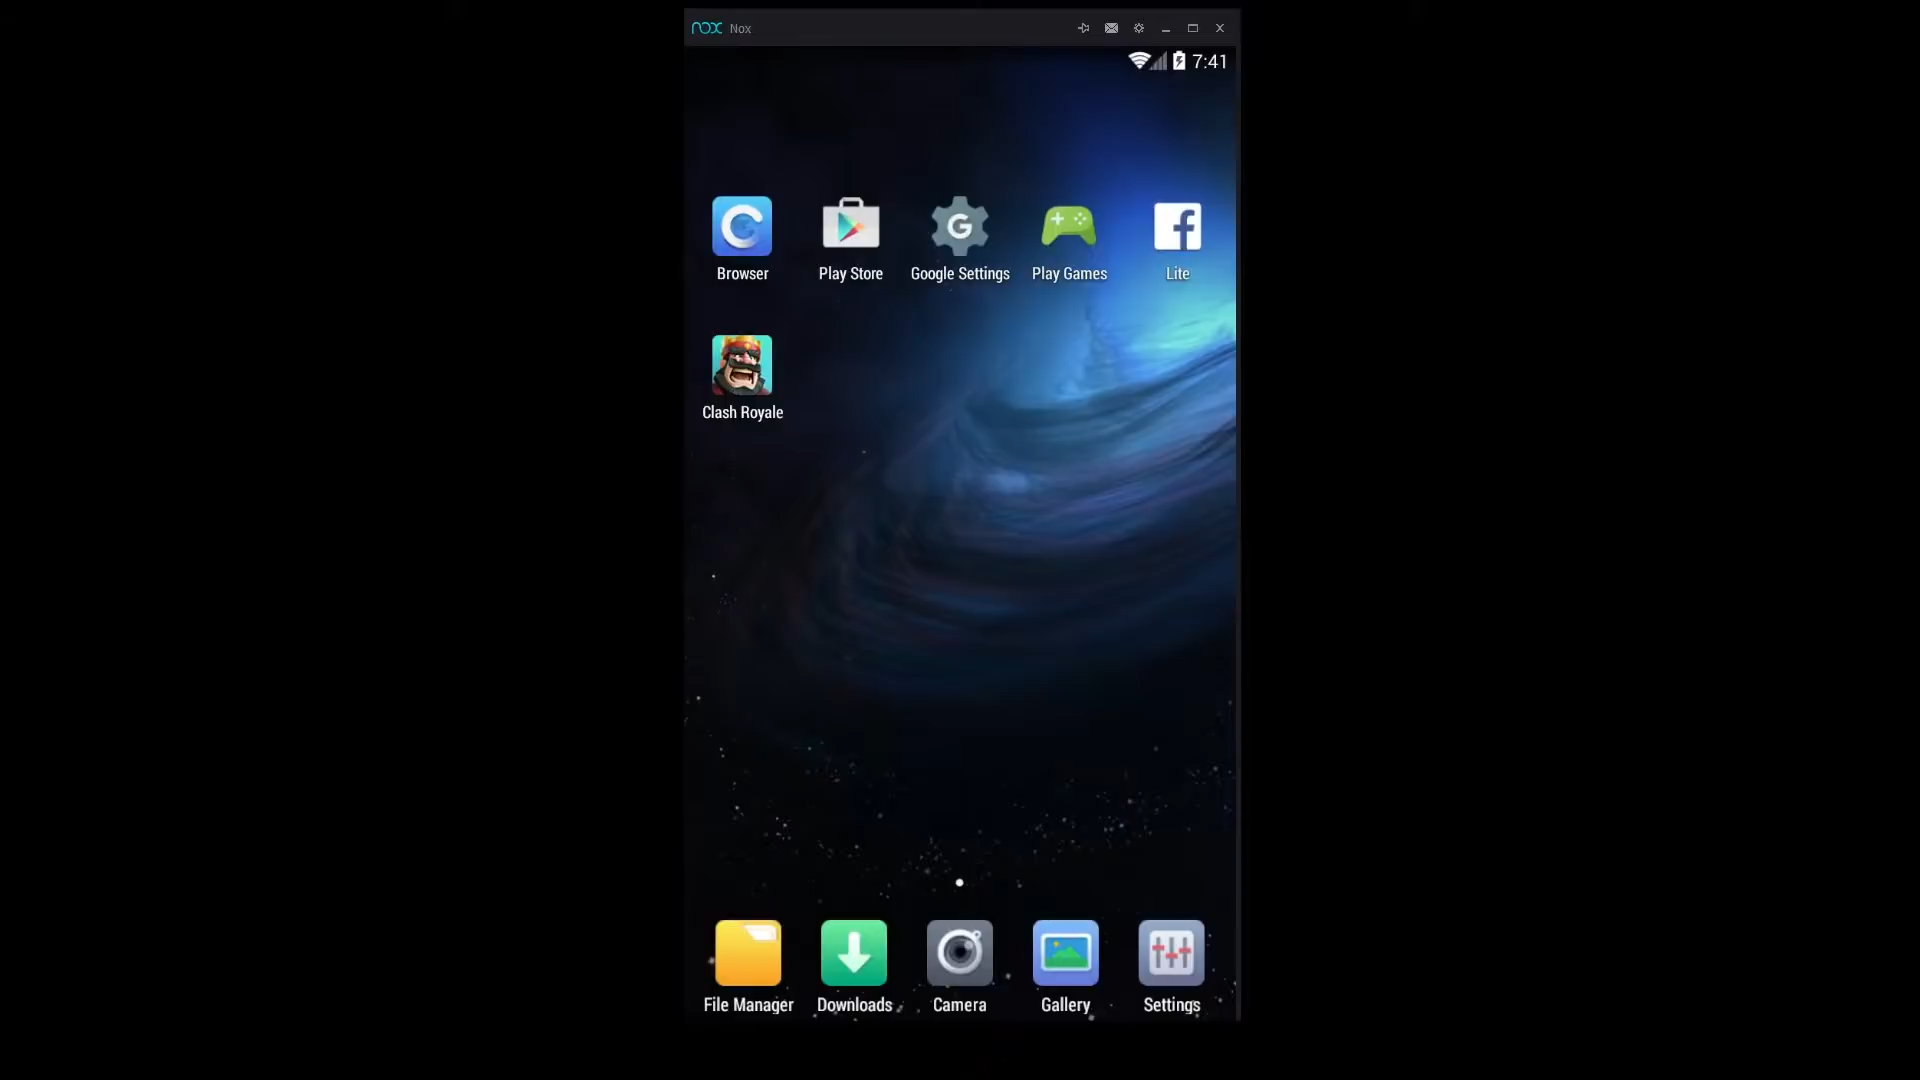 nox Nox
7:41
Browser Play Store Google Settings Play Games Lite
Clash Royale
File Manager Downloads Camera Gallery Settings